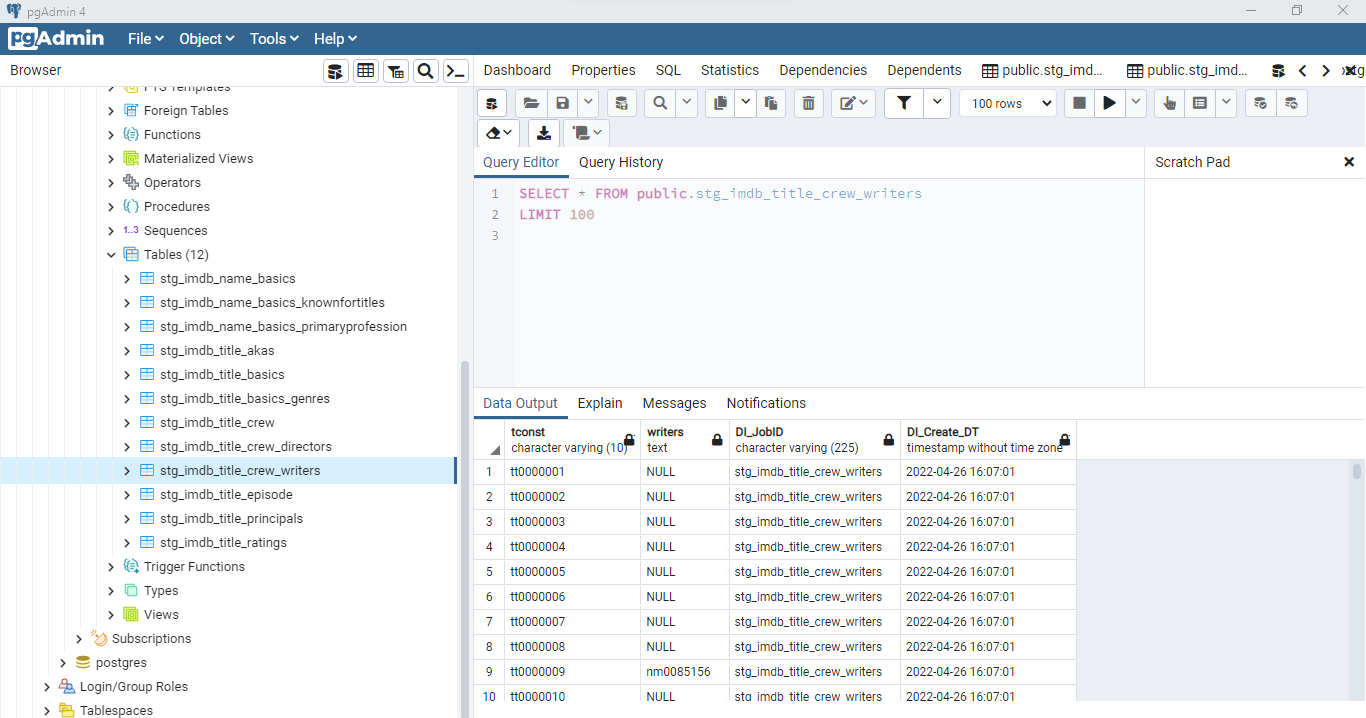 pgAdmin 4
pgAdmin File Object Tools Help
Browser
Dashboard Properties SQL Statistics Dependencies Dependents public.stg_imd... public.stg_imd...
FTS Templates
Foreign Tables
Functions
Materialized Views
Operators
Procedures
1..3 Sequences
Tables (12)
stg_imdb_name_basics
stg_imdb_name_basics_knownfortitles
stg_imdb_name_basics_primaryprofession
stg_imdb_title_akas
stg_imdb_title_basics
stg_imdb_title_basics_genres
stg_imdb_title_crew
stg_imdb_title_crew_directors
stg_imdb_title_crew_writers
stg_imdb_title_episode
stg_imdb_title_principals
stg_imdb_title_ratings
Trigger Functions
Types
Views
Subscriptions
postgres
Login/Group Roles
Tablespaces
100 rows
Query Editor Query History
Scratch Pad
1 SELECT * FROM public.stg_imdb_title_crew_writers
2 LIMIT 100
3
Data Output Explain Messages Notifications
tconst writers DI_JobID DI_Create_DT
character varying (10) text character varying (225) timestamp without time zone
1 tt0000001 NULL stg_imdb_title_crew_writers 2022-04-26 16:07:01
2 tt0000002 NULL stg_imdb_title_crew_writers 2022-04-26 16:07:01
3 tt0000003 NULL stg_imdb_title_crew_writers 2022-04-26 16:07:01
4 tt0000004 NULL stg_imdb_title_crew_writers 2022-04-26 16:07:01
5 tt0000005 NULL stg_imdb_title_crew_writers 2022-04-26 16:07:01
6 tt0000006 NULL stg_imdb_title_crew_writers 2022-04-26 16:07:01
7 tt0000007 NULL stg_imdb_title_crew_writers 2022-04-26 16:07:01
8 tt0000008 NULL stg_imdb_title_crew_writers 2022-04-26 16:07:01
9 tt0000009 nm0085156 stg_imdb_title_crew_writers 2022-04-26 16:07:01
10 tt0000010 NULL stg_imdb_title_crew_writers 2022-04-26 16:07:01